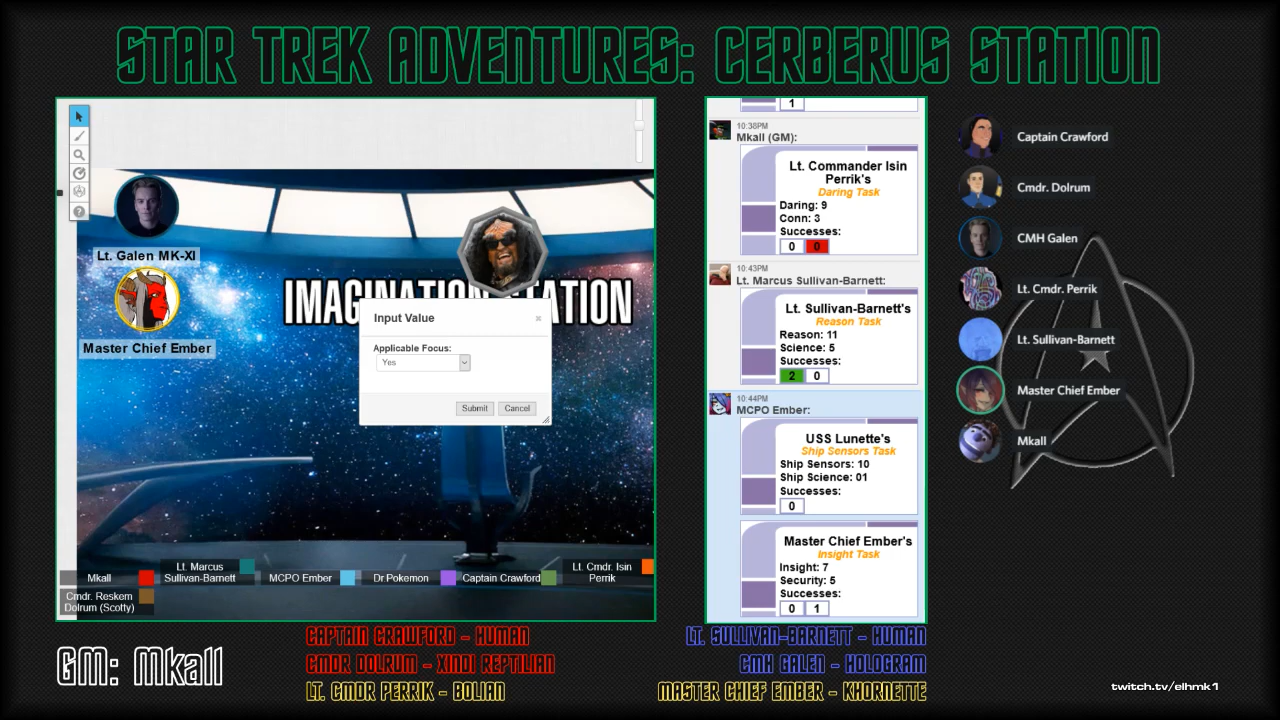 STAR TREK ADVENTURES: CERBERUS STATION
Lt. Galen MK-XI
Master Chief Ember
IMAGINATION STATION
Input Value
Applicable Focus:
Yes
Submit
Cancel
Mkall
Lt. Marcus
Sullivan-Barnett
MCPO Ember
Dr.Pokemon
Captain Crawford
Lt. Cmdr. Isin
Perrik
Cmdr. Reskem
Dolrum (Scotty)
1
10:38PM
Mkall (GM):
Lt. Commander Isin
Perrik's
Daring Task
Daring: 9
Conn: 3
Successes:
0 0
10:43PM
Lt. Marcus Sullivan-Barnett:
Lt. Sullivan-Barnett's
Reason Task
Reason: 11
Science: 5
Successes:
2 0
10:44PM
MCPO Ember:
USS Lunette's
Ship Sensors Task
Ship Sensors: 10
Ship Science: 01
Successes:
0
Master Chief Ember's
Insight Task
Insight: 7
Security: 5
Successes:
0 1
Captain Crawford
Cmdr. Dolrum
CMH Galen
Lt. Cmdr. Perrik
Lt. Sullivan-Barnett
Master Chief Ember
Mkall
GM: Mkall
CAPTAIN CRAWFORD - HUMAN
CMDR DOLRUM - XINDI REPTILIAN
LT. CMDR PERRIK - BOLIAN
LT. SULLIVAN-BARNETT - HUMAN
CMH GALEN - HOLOGRAM
MASTER CHIEF EMBER - KHORNETTE
twitch.tv/elhmk1